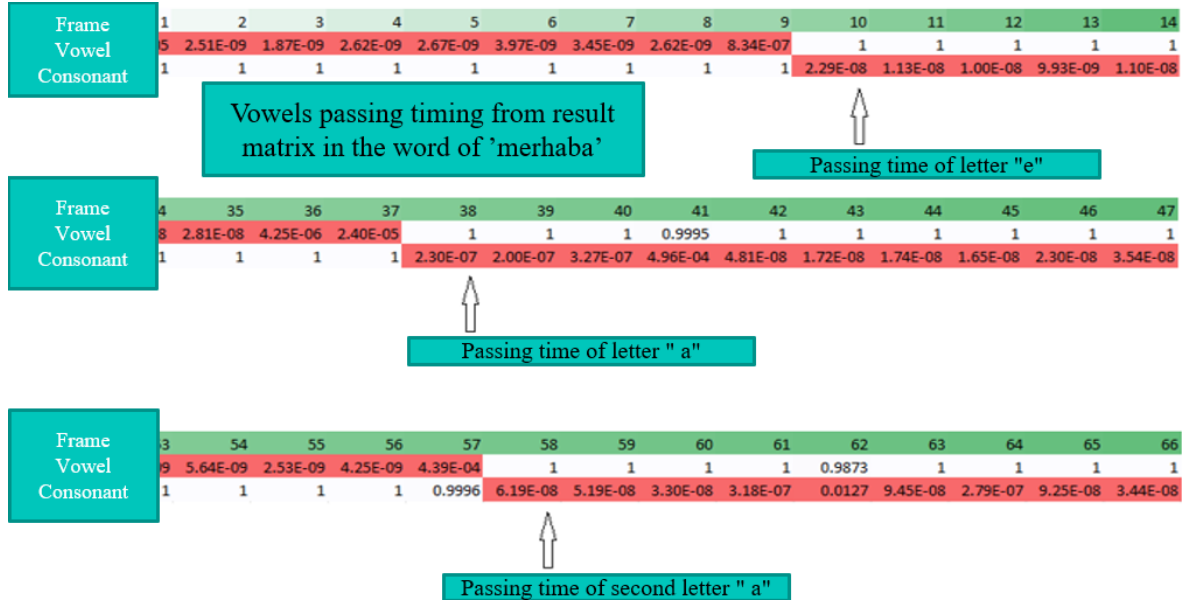 Frame 1 2 3 4 5 6 7 8 9 10 11 12 13 14
Vowel 2.51E-09 1.87E-09 2.62E-09 2.67E-09 3.97E-09 3.45E-09 2.62E-09 8.34E-07 1 1 1 1 1
Consonant 1 1 1 1 1 1 1 1 1 2.29E-08 1.13E-08 1.00E-08 9.93E-09 1.10E-08
Vowels passing timing from result
matrix in the word of ’merhaba’
Passing time of letter "e"
Frame 4 35 36 37 38 39 40 41 42 43 44 45 46 47
Vowel 8 2.81E-08 4.25E-06 2.40E-05 1 1 1 0.9995 1 1 1 1 1 1
Consonant 1 1 1 1 2.30E-07 2.00E-07 3.27E-07 4.96E-04 4.81E-08 1.72E-08 1.74E-08 1.65E-08 2.30E-08 3.54E-08
Passing time of letter " a"
Frame 3 54 55 56 57 58 59 60 61 62 63 64 65 66
Vowel 9 5.64E-09 2.53E-09 4.25E-09 4.39E-04 1 1 1 1 0.9873 1 1 1 1
Consonant 1 1 1 1 0.9996 6.19E-08 5.19E-08 3.30E-08 3.18E-07 0.0127 9.45E-08 2.79E-07 9.25E-08 3.44E-08
Passing time of second letter " a"